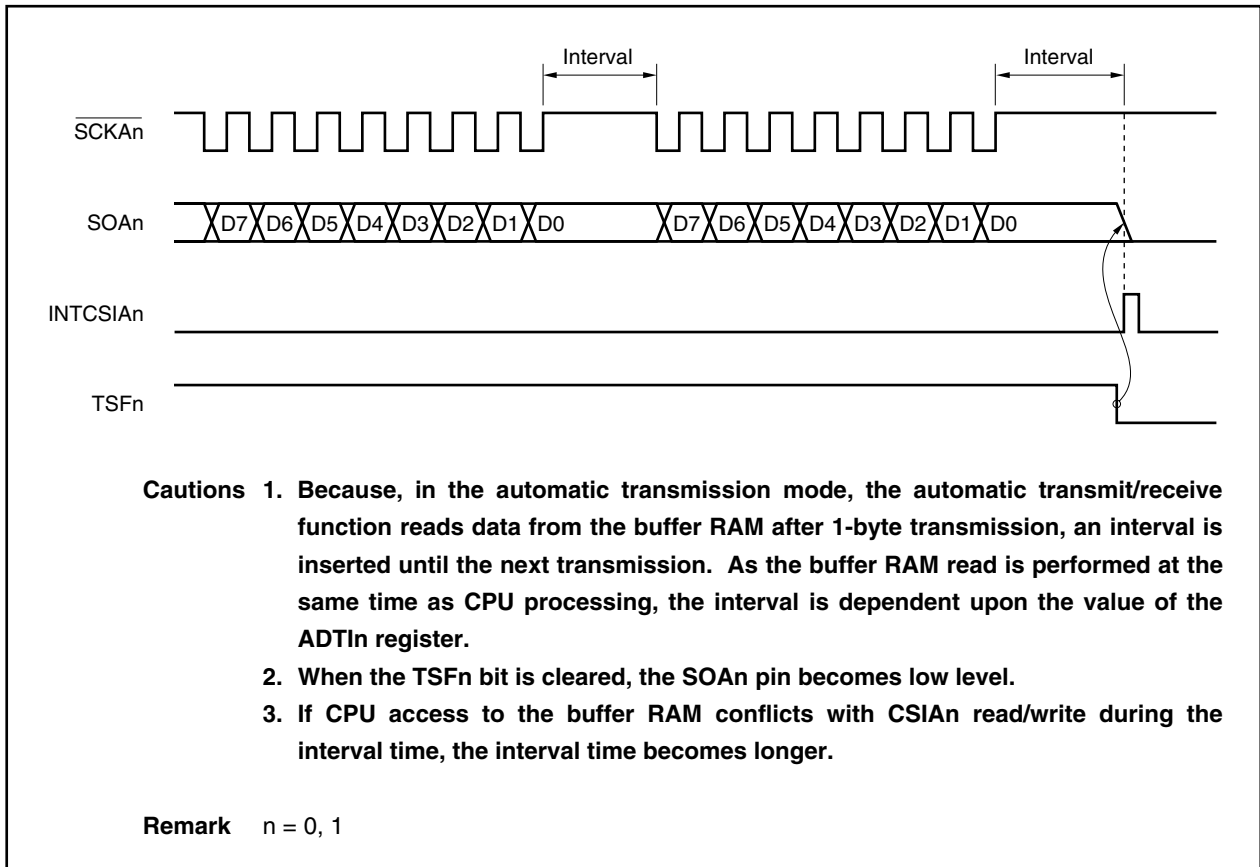 Interval Interval
SCKAn
SOAn D7 D6 D5 D4 D3 D2 D1 D0 D7 D6 D5 D4 D3 D2 D1 D0
INTCSIAn
TSFn
Cautions 1. Because, in the automatic transmission mode, the automatic transmit/receive
function reads data from the buffer RAM after 1-byte transmission, an interval is
inserted until the next transmission. As the buffer RAM read is performed at the
same time as CPU processing, the interval is dependent upon the value of the
ADTIn register.
2. When the TSFn bit is cleared, the SOAn pin becomes low level.
3. If CPU access to the buffer RAM conflicts with CSIAn read/write during the
interval time, the interval time becomes longer.
Remark n = 0, 1